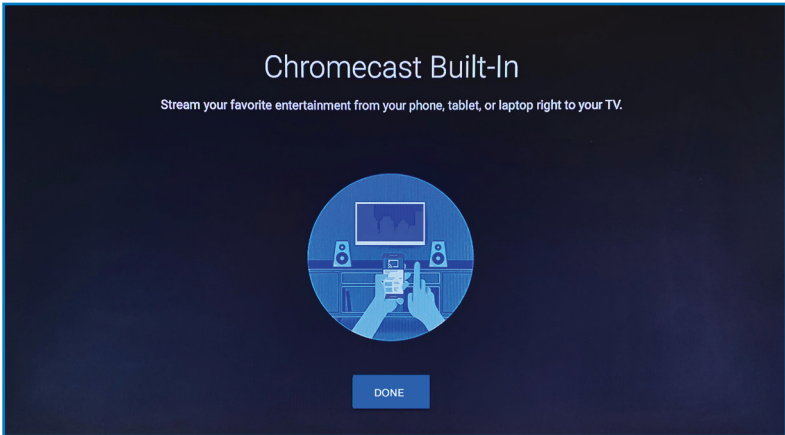 Chromecast Built-In
Stream your favorite entertainment from your phone, tablet, or laptop right to your TV.
DONE